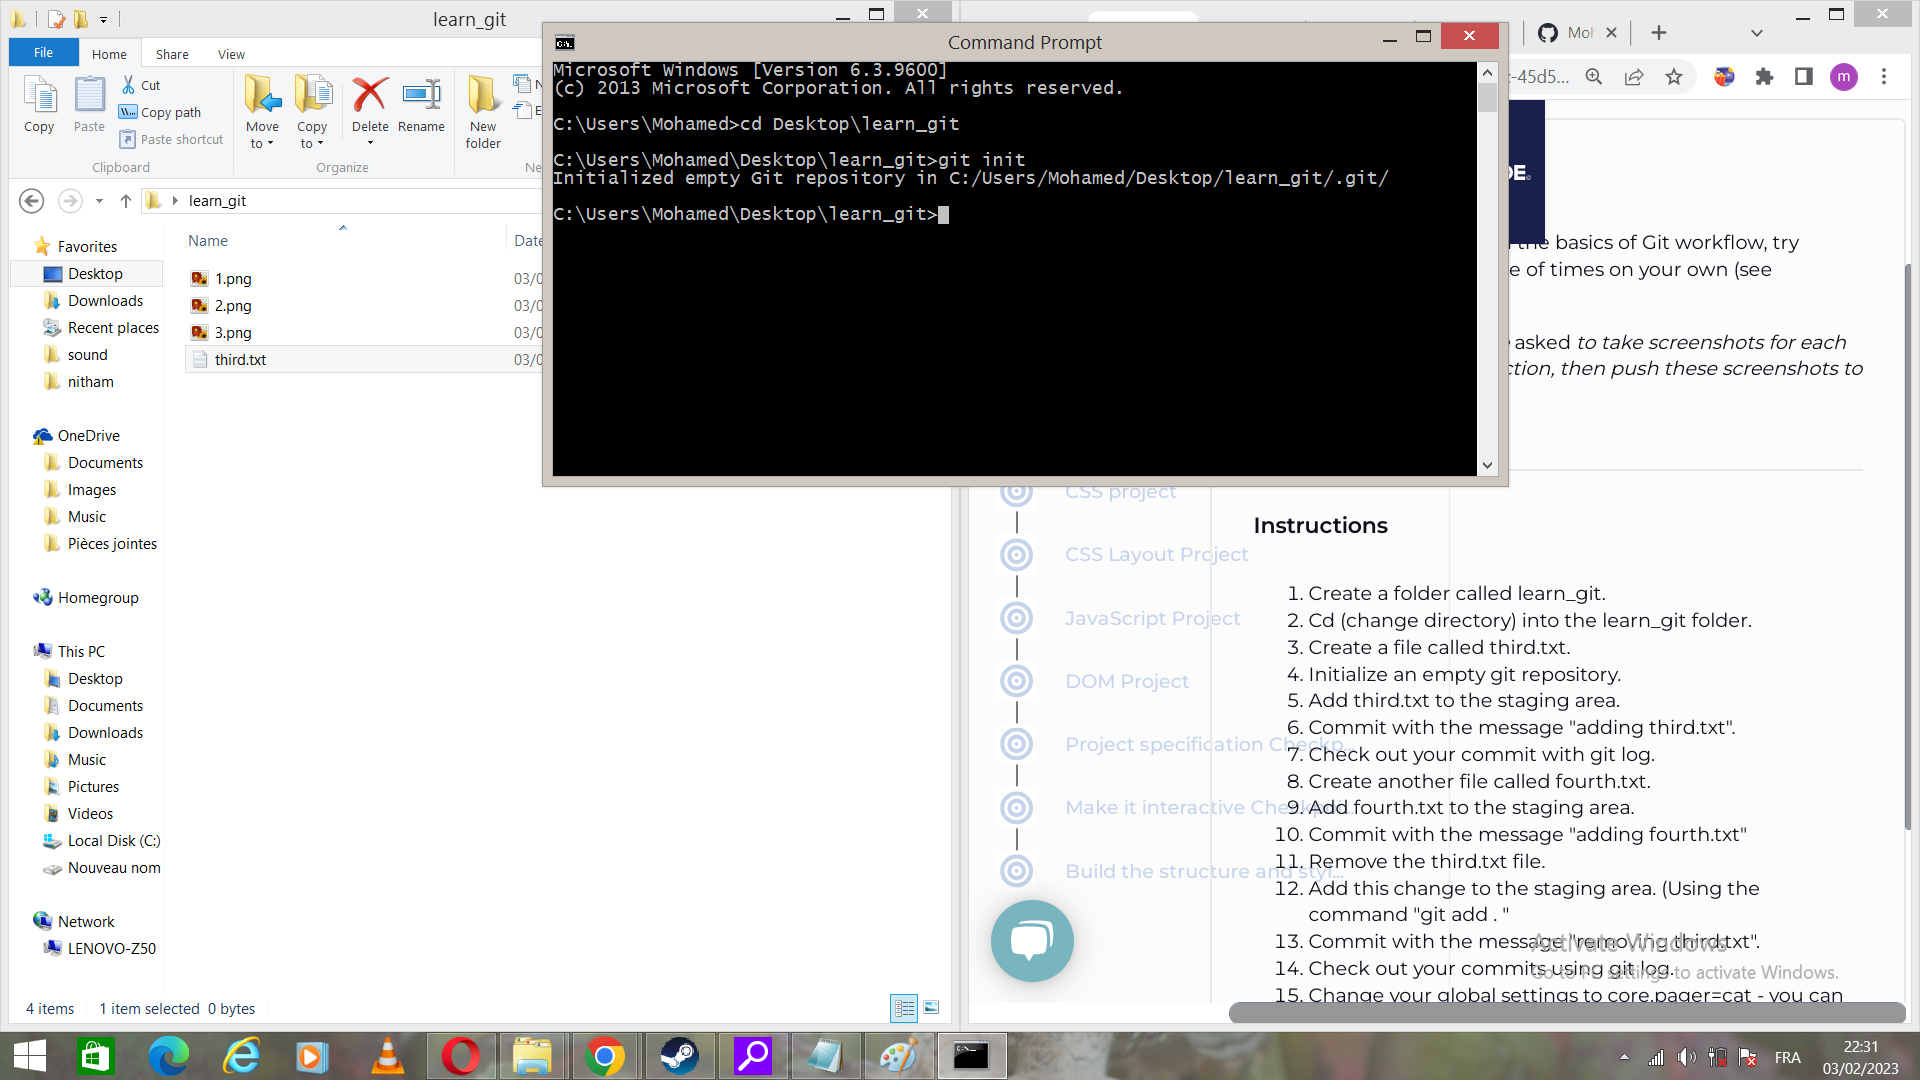 learn_git
File
Home
Share
View
Copy
Paste
Cut
Copy path
Paste shortcut
Clipboard
Move
to
Copy
to
Delete
Rename
Organize
New
folder
N
E
Ne
learn_git
Name
Date
Favorites
Desktop
Downloads
Recent places
sound
nitham
OneDrive
Documents
Images
Music
Pièces jointes
Homegroup
This PC
Desktop
Documents
Downloads
Music
Pictures
Videos
Local Disk (C:)
Nouveau nom
Network
LENOVO-Z50
1.png 03/0
2.png 03/0
3.png 03/0
third.txt 03/0
4 items 1 item selected 0 bytes
Command Prompt
Microsoft Windows [Version 6.3.9600]
(c) 2013 Microsoft Corporation. All rights reserved.
C:\Users\Mohamed>cd Desktop\learn_git
C:\Users\Mohamed\Desktop\learn_git>git init
Initialized empty Git repository in C:/Users/Mohamed/Desktop/learn_git/.git/
C:\Users\Mohamed\Desktop\learn_git>
Moh
-45d5...
m
DE
the basics of Git workflow, try
e of times on your own (see
asked to take screenshots for each
ction, then push these screenshots to
CSS project
CSS Layout Project
JavaScript Project
DOM Project
Project specification Checkp...
Make it interactive Checkpoi...
Build the structure and styl...
Instructions
1. Create a folder called learn_git.
2. Cd (change directory) into the learn_git folder.
3. Create a file called third.txt.
4. Initialize an empty git repository.
5. Add third.txt to the staging area.
6. Commit with the message "adding third.txt".
7. Check out your commit with git log.
8. Create another file called fourth.txt.
9. Add fourth.txt to the staging area.
10. Commit with the message "adding fourth.txt"
11. Remove the third.txt file.
12. Add this change to the staging area. (Using the
command "git add . "
13. Commit with the message "removing third.txt".
14. Check out your commits using git log.
15. Change your global settings to core.pager=cat - you can
Activate Windows
Go to PC settings to activate Windows.
FRA
22:31
03/02/2023